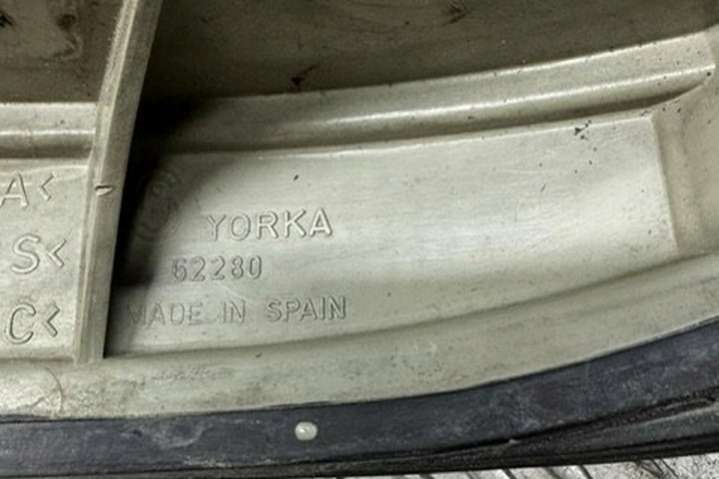 A<
S<
C<
YORKA
62280
MADE IN SPAIN